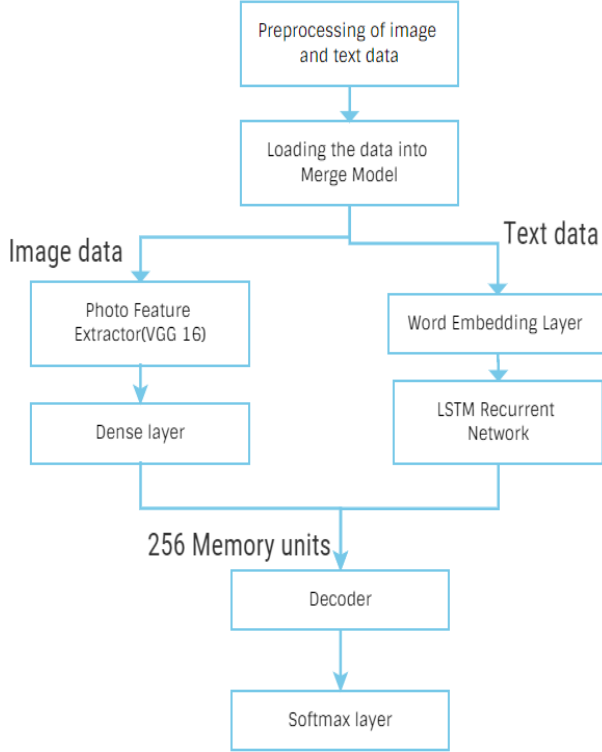 Preprocessing of image
and text data
Loading the data into
Merge Model
Image data
Text data
Photo Feature
Extractor(VGG 16)
Word Embedding Layer
Dense layer
LSTM Recurrent
Network
256 Memory units
Decoder
Softmax layer